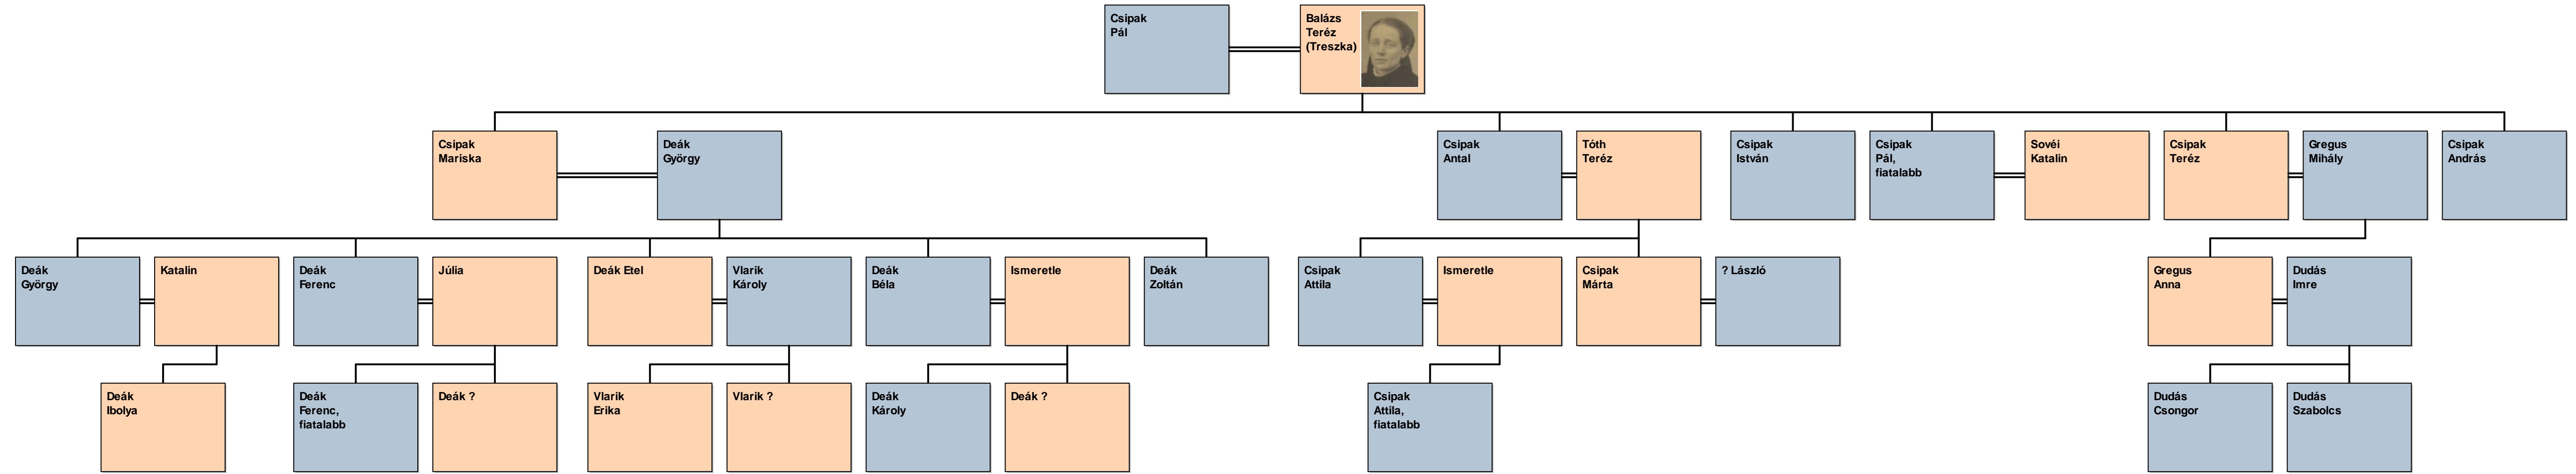 Csipak
Pál
Balázs
Teréz
(Treszka)
Csipak
Mariska
Deák
György
Csipak
Antal
Tóth
Teréz
Csipak
István
Csipak
Pál,
fiatalabb
Sovéi
Katalin
Csipak
Teréz
Gregus
Mihály
Csipak
András
Deák
György
Katalin
Deák
Ferenc
Júlia
Deák Etel
Vlarik
Károly
Deák
Béla
Ismeretle
Deák
Zoltán
Csipak
Attila
Ismeretle
Csipak
Márta
? László
Gregus
Anna
Dudás
Imre
Deák
Ibolya
Deák
Ferenc,
fiatalabb
Deák ?
Vlarik
Erika
Vlarik ?
Deák
Károly
Deák ?
Csipak
Attila,
fiatalabb
Dudás
Csongor
Dudás
Szabolcs